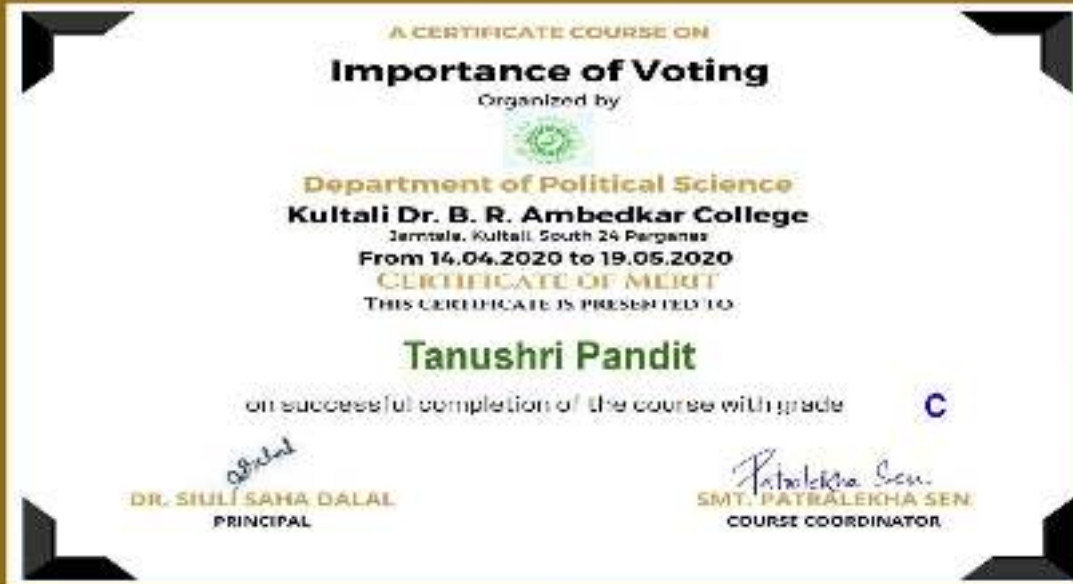 A CERTIFICATE COURSE ON
Importance of Voting
Organized by
Department of Political Science
Kultali Dr. B. R. Ambedkar College
Jamtala, Kultali, South 24 Parganas
From 14.04.2020 to 19.05.2020
CERTIFICATE OF MERIT
THIS CERTIFICATE IS PRESENTED TO
Tanushri Pandit
on successful completion of the course with grade C
Patralekha Sen.
DR. SIULI SAHA DALAL
SMT. PATRALEKHA SEN
PRINCIPAL
COURSE COORDINATOR